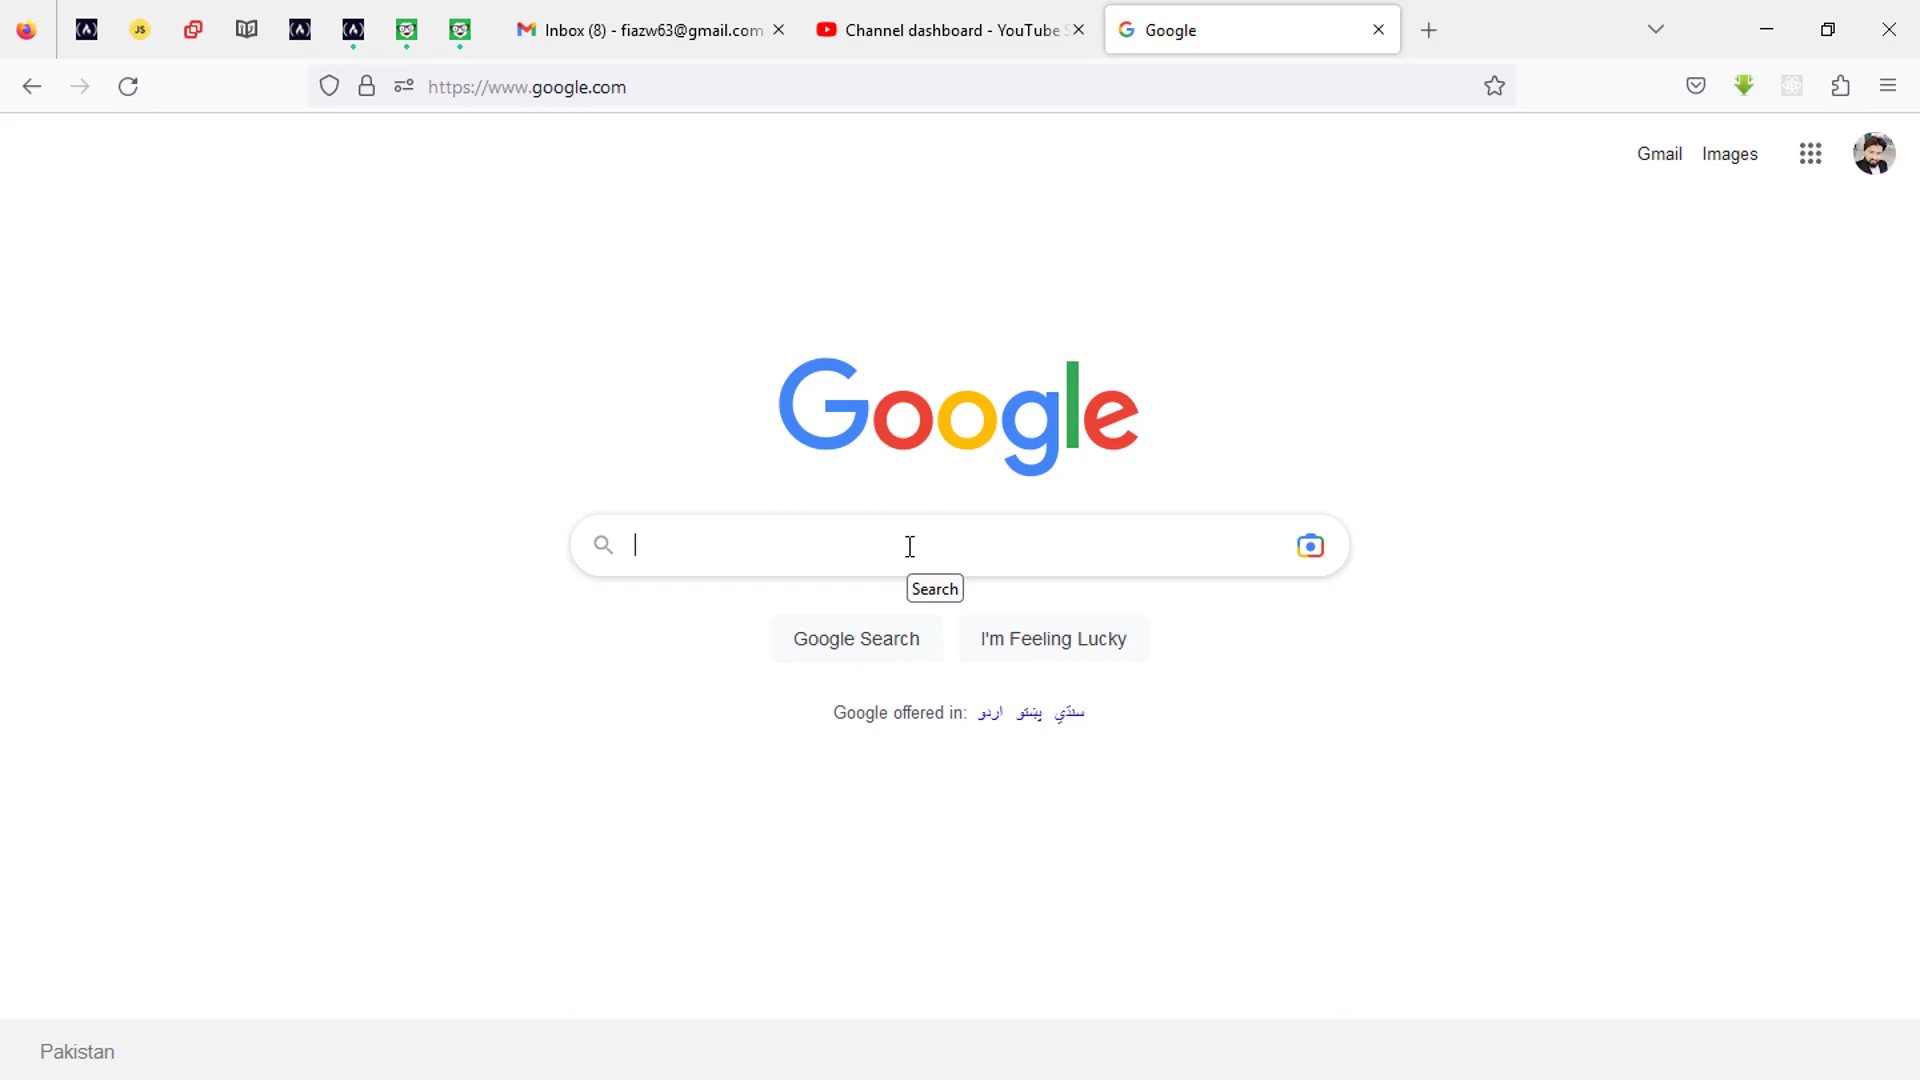 JS
Inbox (8) - fiazw63@gmail.com
Channel dashboard - YouTube S
Google
https://www.google.com
Gmail Images
Google
Search
Google Search
I'm Feeling Lucky
Google offered in: اردو پښتو سنڌي
Pakistan